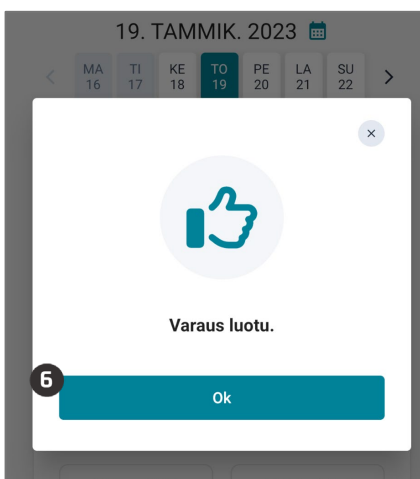 19. TAMMIK. 2023
MA TI KE TO PE LA SU
16 17 18 19 20 21 22
Varaus luotu.
6
Ok